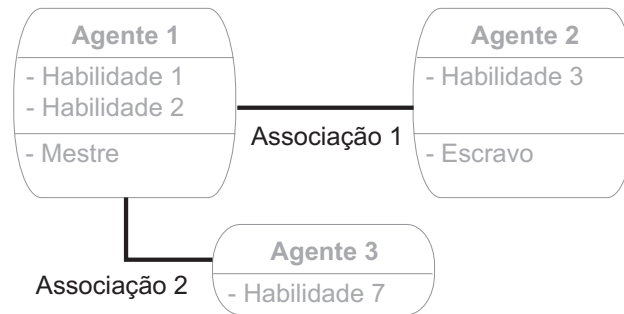 Agente 1
- Habilidade 1
- Habilidade 2
- Mestre
Associação 1
Agente 2
- Habilidade 3
- Escravo
Associação 2
Agente 3
- Habilidade 7